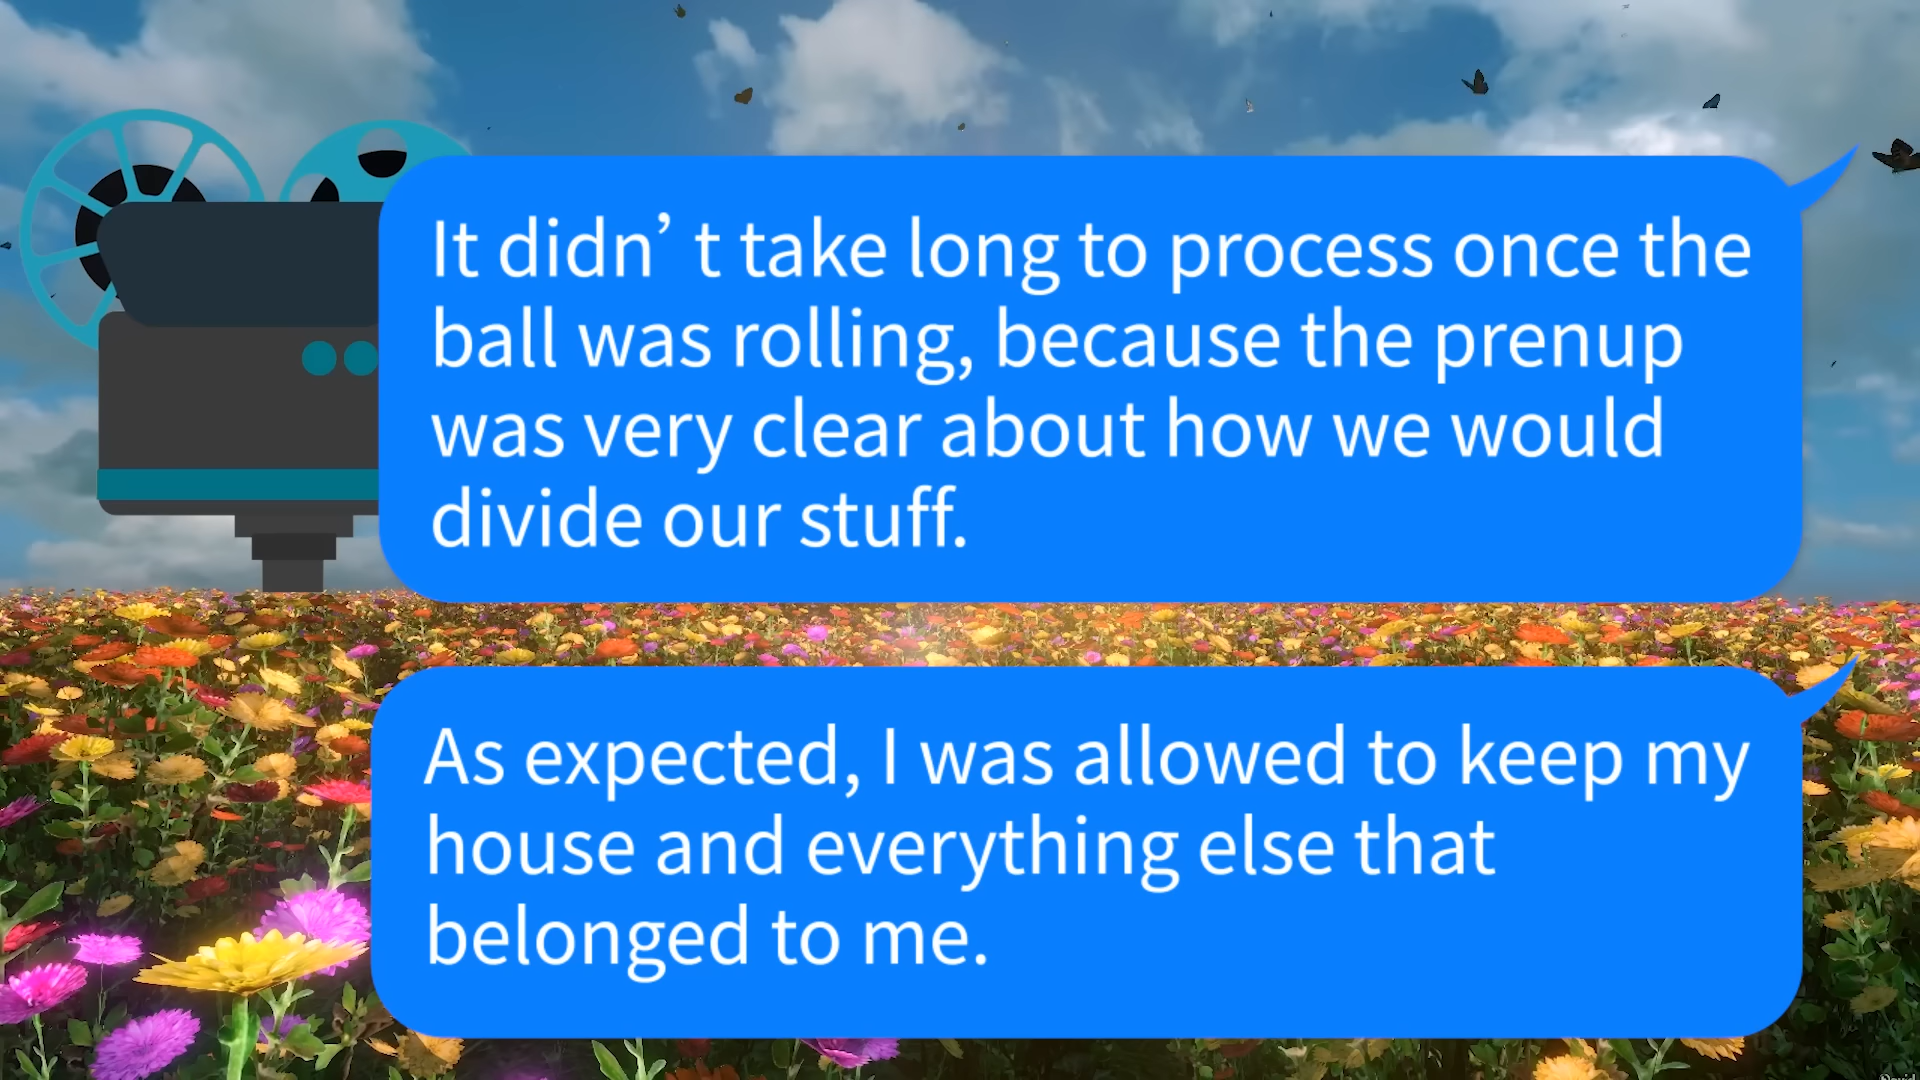 It didn’ t take long to process once the
ball was rolling, because the prenup
was very clear about how we would
divide our stuff.
As expected, I was allowed to keep my
house and everything else that
belonged to me.